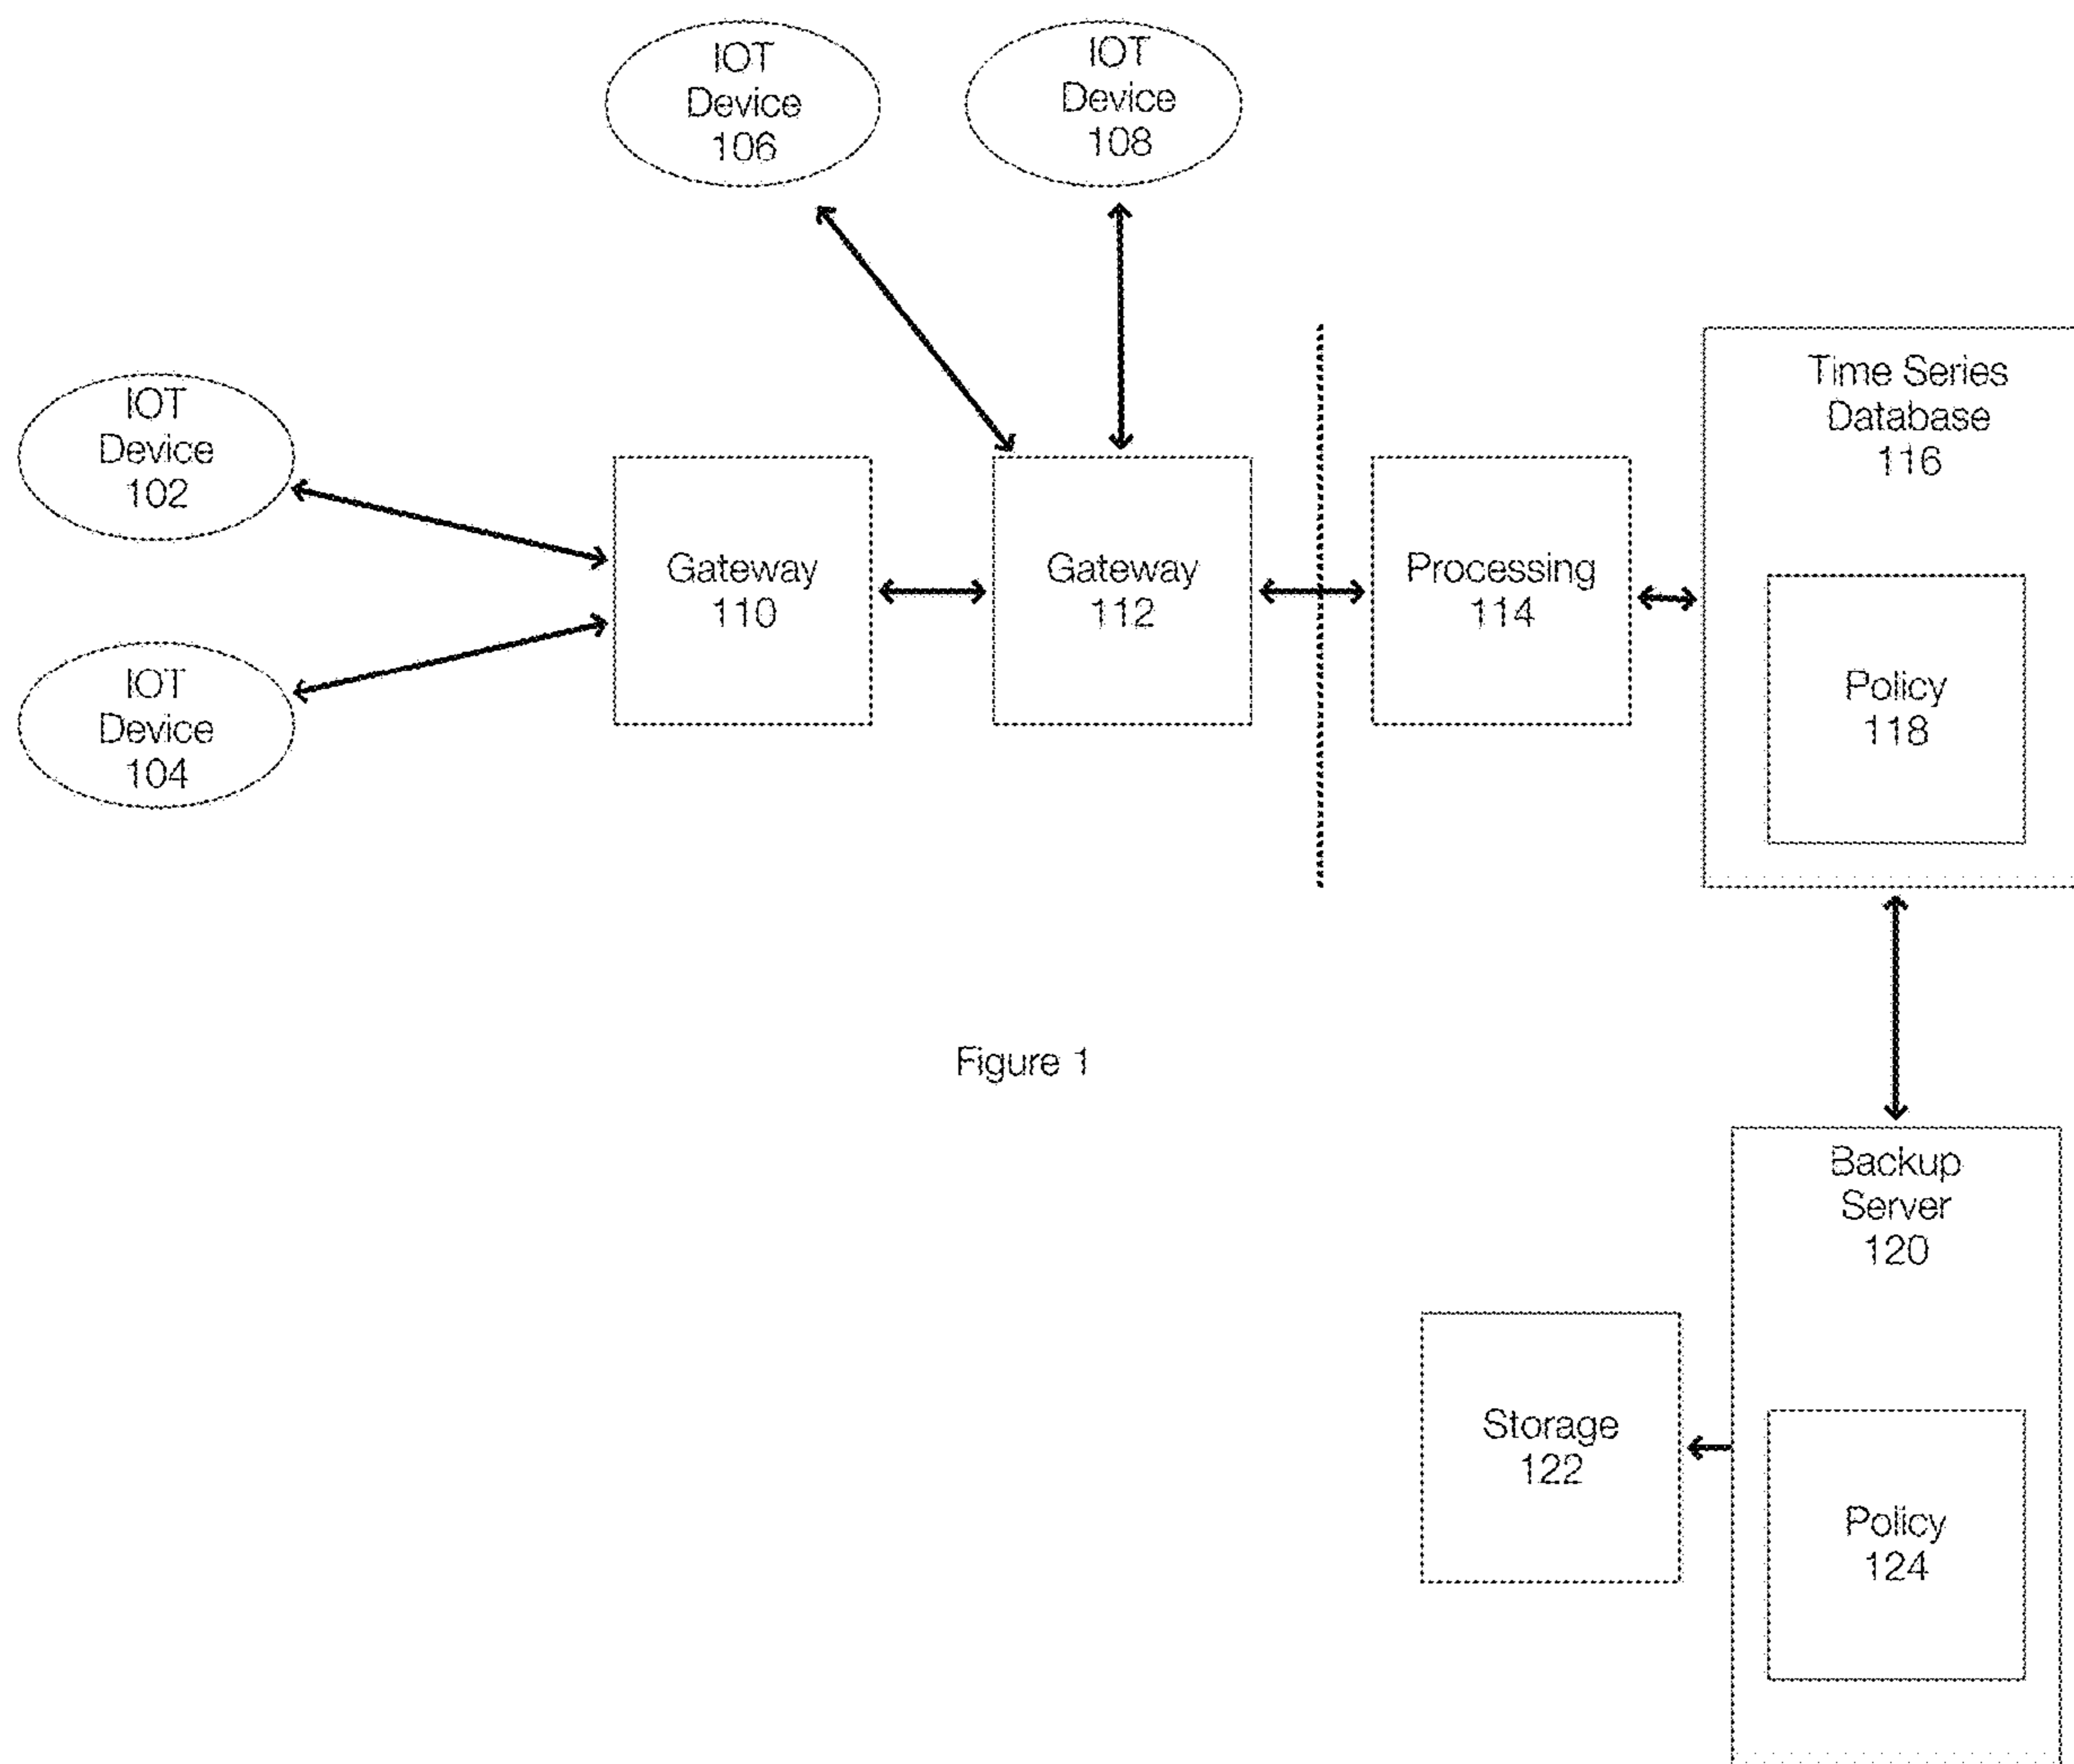 IOT
Device
106
IOT
Device
108
IOT
Device
102
IOT
Device
104
Gateway
110
Gateway
112
Processing
114
Time Series
Database
116
Policy
118
Figure 1
Backup
Server
120
Storage
122
Policy
124